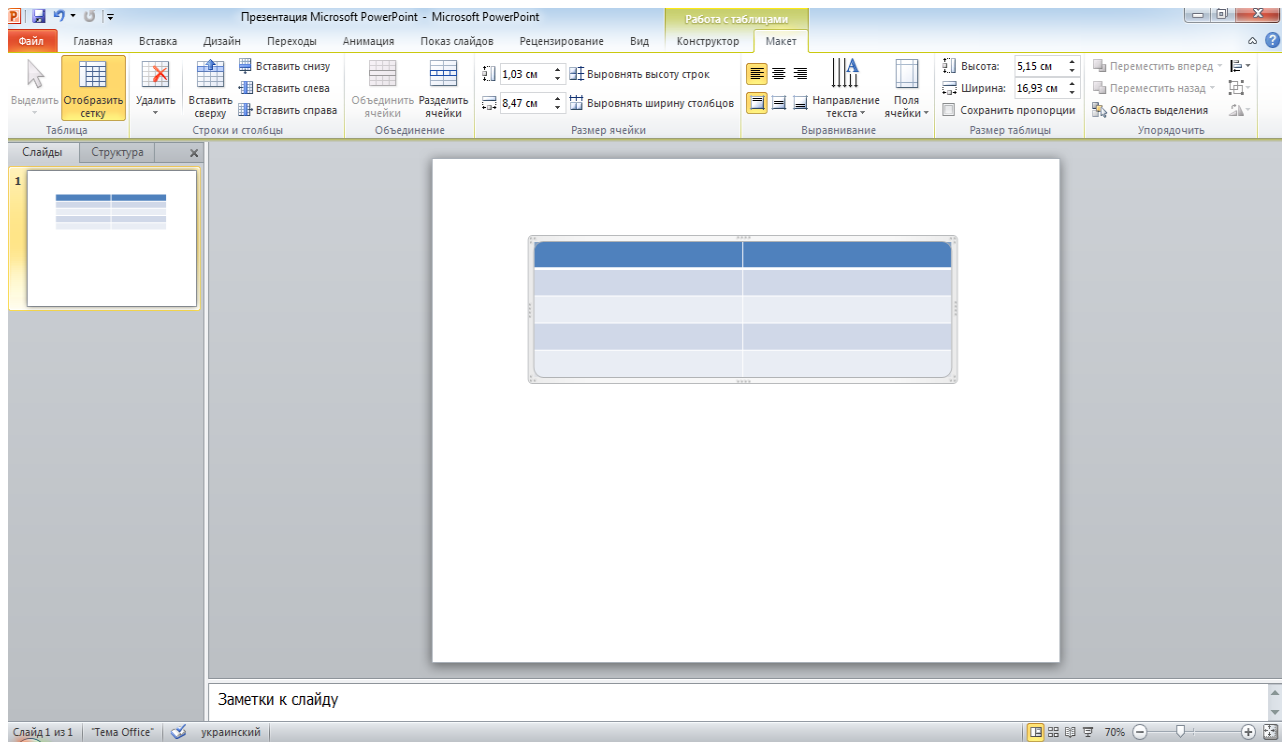 Презентация Microsoft PowerPoint - Microsoft PowerPoint
Работа с таблицами
Файл Главная Вставка Дизайн Переходы Анимация Показ слайдов Рецензирование Вид Конструктор Макет
Выделить
Отобразить сетку
Удалить
Таблица
Вставить сверху
Вставить снизу
Вставить слева
Вставить справа
Строки и столбцы
Объединить ячейки
Разделить ячейки
Объединение
1,03 см
Выровнять высоту строк
8,47 см
Выровнять ширину столбцов
Размер ячейки
Направление текста
Поля ячейки
Выравнивание
Высота: 5,15 см
Ширина: 16,93 см
Сохранить пропорции
Размер таблицы
Переместить вперед
Переместить назад
Область выделения
Упорядочить
Слайды Структура
1
Заметки к слайду
Слайд 1 из 1 "Тема Office" украинский 70%